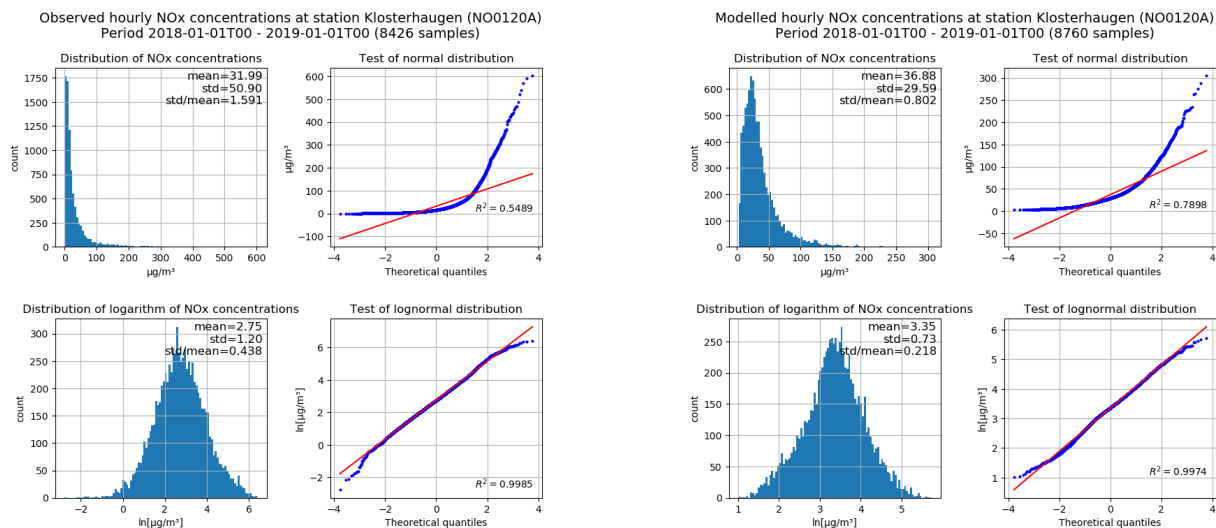 Observed hourly NOx concentrations at station Klosterhaugen (NO0120A)
Period 2018-01-01T00 - 2019-01-01T00 (8426 samples)
Distribution of NOx concentrations
mean=31.99
std=50.90
std/mean=1.591
1750
1500
1250
1000
750
500
250
0
count
0 100 200 300 400 500 600
µg/m³
Test of normal distribution
600
500
400
300
200
100
0
−100
µg/m³
R² = 0.5489
−4 −2 0 2 4
Theoretical quantiles
Distribution of logarithm of NOx concentrations
mean=2.75
std=1.20
std/mean=0.438
300
250
200
150
100
50
0
count
−2 0 2 4 6
ln[µg/m³]
Test of lognormal distribution
6
4
2
0
−2
ln[µg/m³]
R² = 0.9985
−4 −2 0 2 4
Theoretical quantiles
Modelled hourly NOx concentrations at station Klosterhaugen (NO0120A)
Period 2018-01-01T00 - 2019-01-01T00 (8760 samples)
Distribution of NOx concentrations
mean=36.88
std=29.59
std/mean=0.802
600
500
400
300
200
100
0
count
0 50 100 150 200 250 300
µg/m³
Test of normal distribution
300
250
200
150
100
50
0
−50
µg/m³
R² = 0.7898
−4 −2 0 2 4
Theoretical quantiles
Distribution of logarithm of NOx concentrations
mean=3.35
std=0.73
std/mean=0.218
250
200
150
100
50
0
count
1 2 3 4 5
ln[µg/m³]
Test of lognormal distribution
6
5
4
3
2
1
ln[µg/m³]
R² = 0.9974
−4 −2 0 2 4
Theoretical quantiles